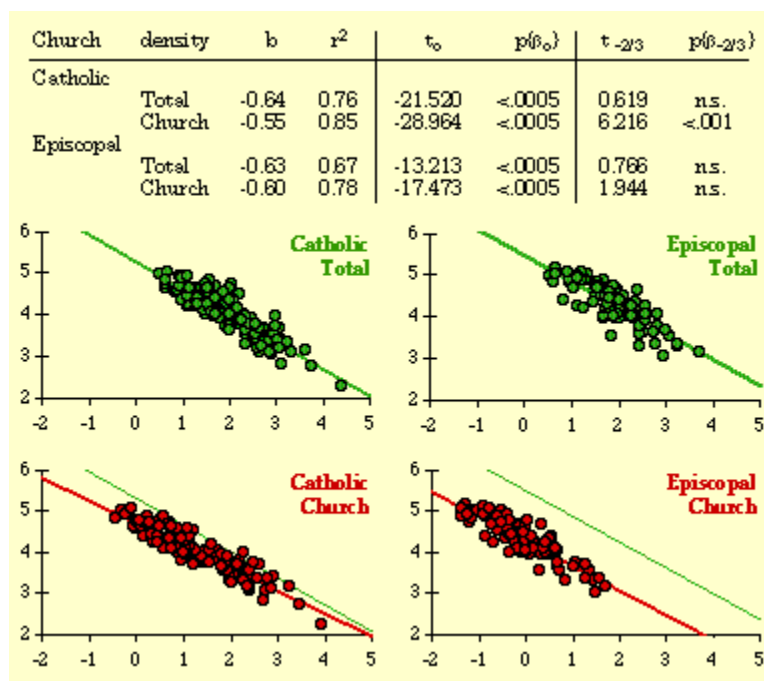 Church density b r² t₀ p{β₀} t -2/3 p{β-2/3}
Catholic
Total -0.64 0.76 -21.520 <.0005 0.619 n.s.
Church -0.55 0.85 -28.964 <.0005 6.216 <.001
Episcopal
Total -0.63 0.67 -13.213 <.0005 0.766 n.s.
Church -0.60 0.78 -17.473 <.0005 1.944 n.s.
Catholic
Total
6
5
4
3
2
-2 -1 0 1 2 3 4 5
Episcopal
Total
6
5
4
3
2
-2 -1 0 1 2 3 4 5
Catholic
Church
6
5
4
3
2
-2 -1 0 1 2 3 4 5
Episcopal
Church
6
5
4
3
2
-2 -1 0 1 2 3 4 5